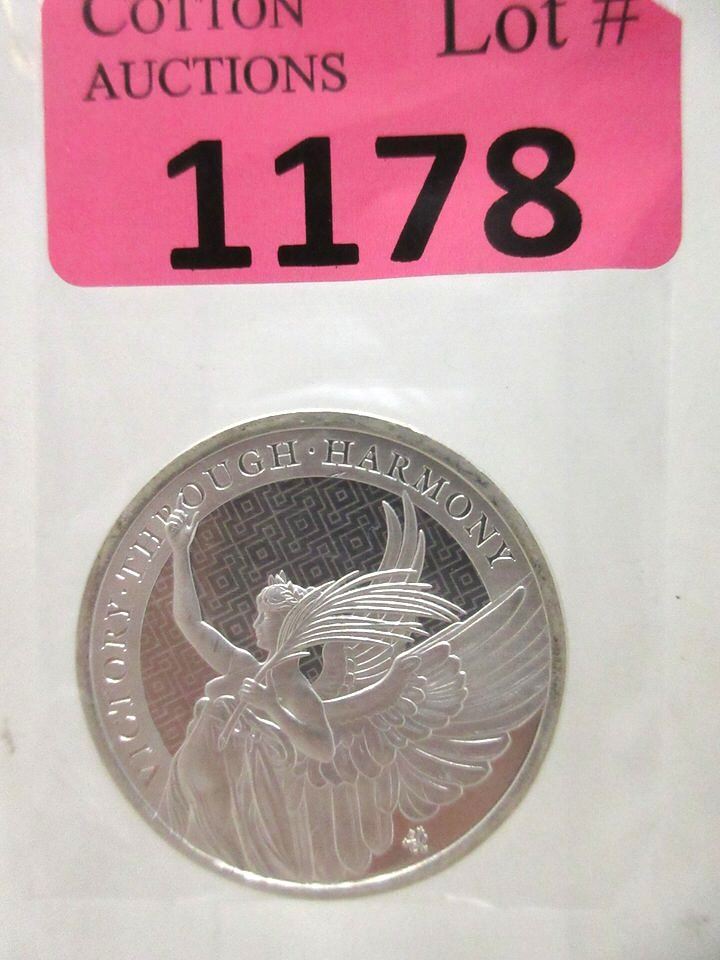 COTTON
AUCTIONS
Lot #
1178
VICTORY · THROUGH · HARMONY